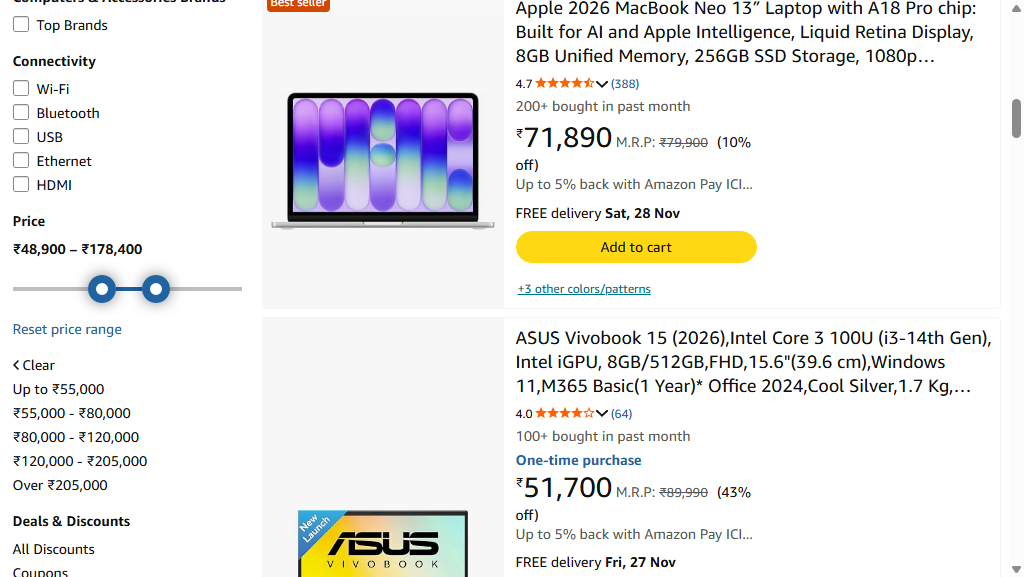 Computers & Accessories Brands
Top Brands
Connectivity
Wi-Fi
Bluetooth
USB
Ethernet
HDMI
Price
₹48,900 – ₹178,400
Reset price range
Clear
Up to ₹55,000
₹55,000 - ₹80,000
₹80,000 - ₹120,000
₹120,000 - ₹205,000
Over ₹205,000
Deals & Discounts
All Discounts
Coupons
Best seller
Apple 2026 MacBook Neo 13” Laptop with A18 Pro chip:
Built for AI and Apple Intelligence, Liquid Retina Display,
8GB Unified Memory, 256GB SSD Storage, 1080p…
4.7 (388)
200+ bought in past month
₹71,890 M.R.P: ₹79,900 (10%
off)
Up to 5% back with Amazon Pay ICI…
FREE delivery Sat, 28 Nov
Add to cart
+3 other colors/patterns
ASUS Vivobook 15 (2026),Intel Core 3 100U (i3-14th Gen),
Intel iGPU, 8GB/512GB,FHD,15.6"(39.6 cm),Windows
11,M365 Basic(1 Year)* Office 2024,Cool Silver,1.7 Kg,…
4.0 (64)
100+ bought in past month
One-time purchase
₹51,700 M.R.P: ₹89,990 (43%
off)
Up to 5% back with Amazon Pay ICI…
FREE delivery Fri, 27 Nov
New
Launch
ASUS
VIVOBOOK